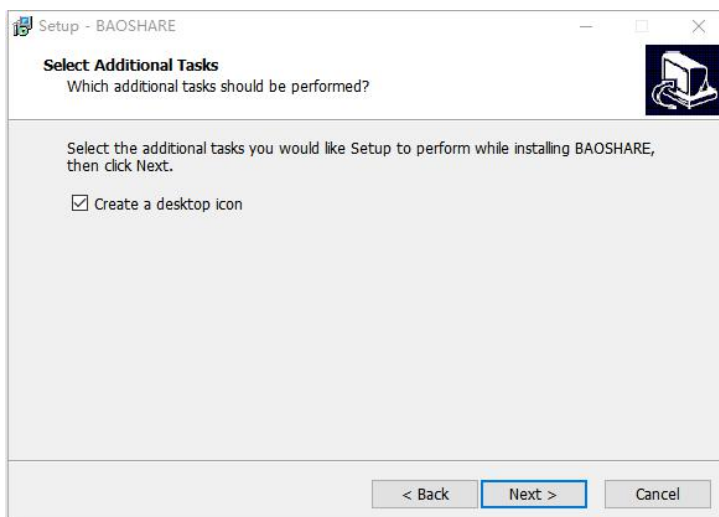 Setup - BAOSHARE
Select Additional Tasks
Which additional tasks should be performed?
Select the additional tasks you would like Setup to perform while installing BAOSHARE,
then click Next.
Create a desktop icon
< Back Next > Cancel